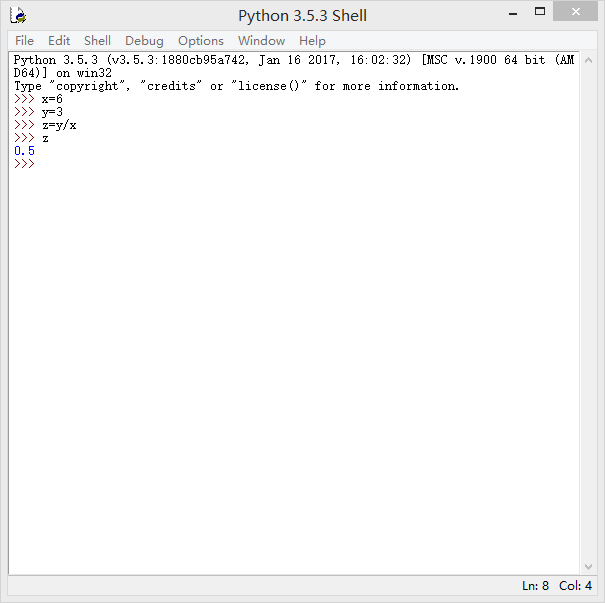 Python 3.5.3 Shell
File Edit Shell Debug Options Window Help
Python 3.5.3 (v3.5.3:1880cb95a742, Jan 16 2017, 16:02:32) [MSC v.1900 64 bit (AM
D64)] on win32
Type "copyright", "credits" or "license()" for more information.
>>> x=6
>>> y=3
>>> z=y/x
>>> z
0.5
>>>
Ln: 8 Col: 4